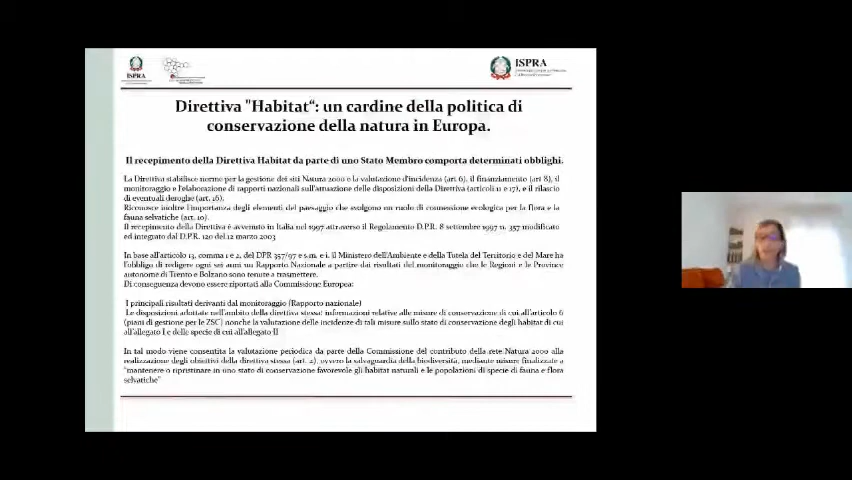 ISPRA
ISPRA
Direttiva "Habitat“: un cardine della politica di
conservazione della natura in Europa.
Il recepimento della Direttiva Habitat da parte di uno Stato Membro comporta determinati obblighi.
La Direttiva stabilisce norme per la gestione dei siti Natura 2000 e la valutazione d'incidenza (art 6), il finanziamento (art 8), il
monitoraggio e l'elaborazione di rapporti nazionali sull'attuazione delle disposizioni della Direttiva (articoli 11 e 17), e il rilascio
di eventuali deroghe (art. 16).
Riconosce inoltre l'importanza degli elementi del paesaggio che svolgono un ruolo di connessione ecologica per la flora e la
fauna selvatiche (art. 10).
Il recepimento della Direttiva è avvenuto in Italia nel 1997 attraverso il Regolamento D.P.R. 8 settembre 1997 n. 357 modificato
ed integrato dal D.P.R. 120 del 12 marzo 2003
In base all'articolo 13, comma 1 e 2, del DPR 357/97 e s.m. e i. il Ministero dell'Ambiente e della Tutela del Territorio e del Mare ha
l'obbligo di redigere ogni sei anni un Rapporto Nazionale a partire dai risultati del monitoraggio che le Regioni e le Province
autonome di Trento e Bolzano sono tenute a trasmettere.
Di conseguenza devono essere riportati alla Commissione Europea:
I principali risultati derivanti dal monitoraggio (Rapporto nazionale)
Le disposizioni adottate nell'ambito della direttiva stessa: informazioni relative alle misure di conservazione di cui all'articolo 6
(piani di gestione per le ZSC) nonché la valutazione delle incidenze di tali misure sullo stato di conservazione degli habitat di cui
all'allegato I e delle specie di cui all'allegato II
In tal modo viene consentita la valutazione periodica da parte della Commissione del contributo della rete Natura 2000 alla
realizzazione degli obiettivi della direttiva stessa (art. 2), ovvero la salvaguardia della biodiversità, mediante misure finalizzate a
"mantenere o ripristinare in uno stato di conservazione favorevole gli habitat naturali e le popolazioni di specie di fauna e flora
selvatiche"